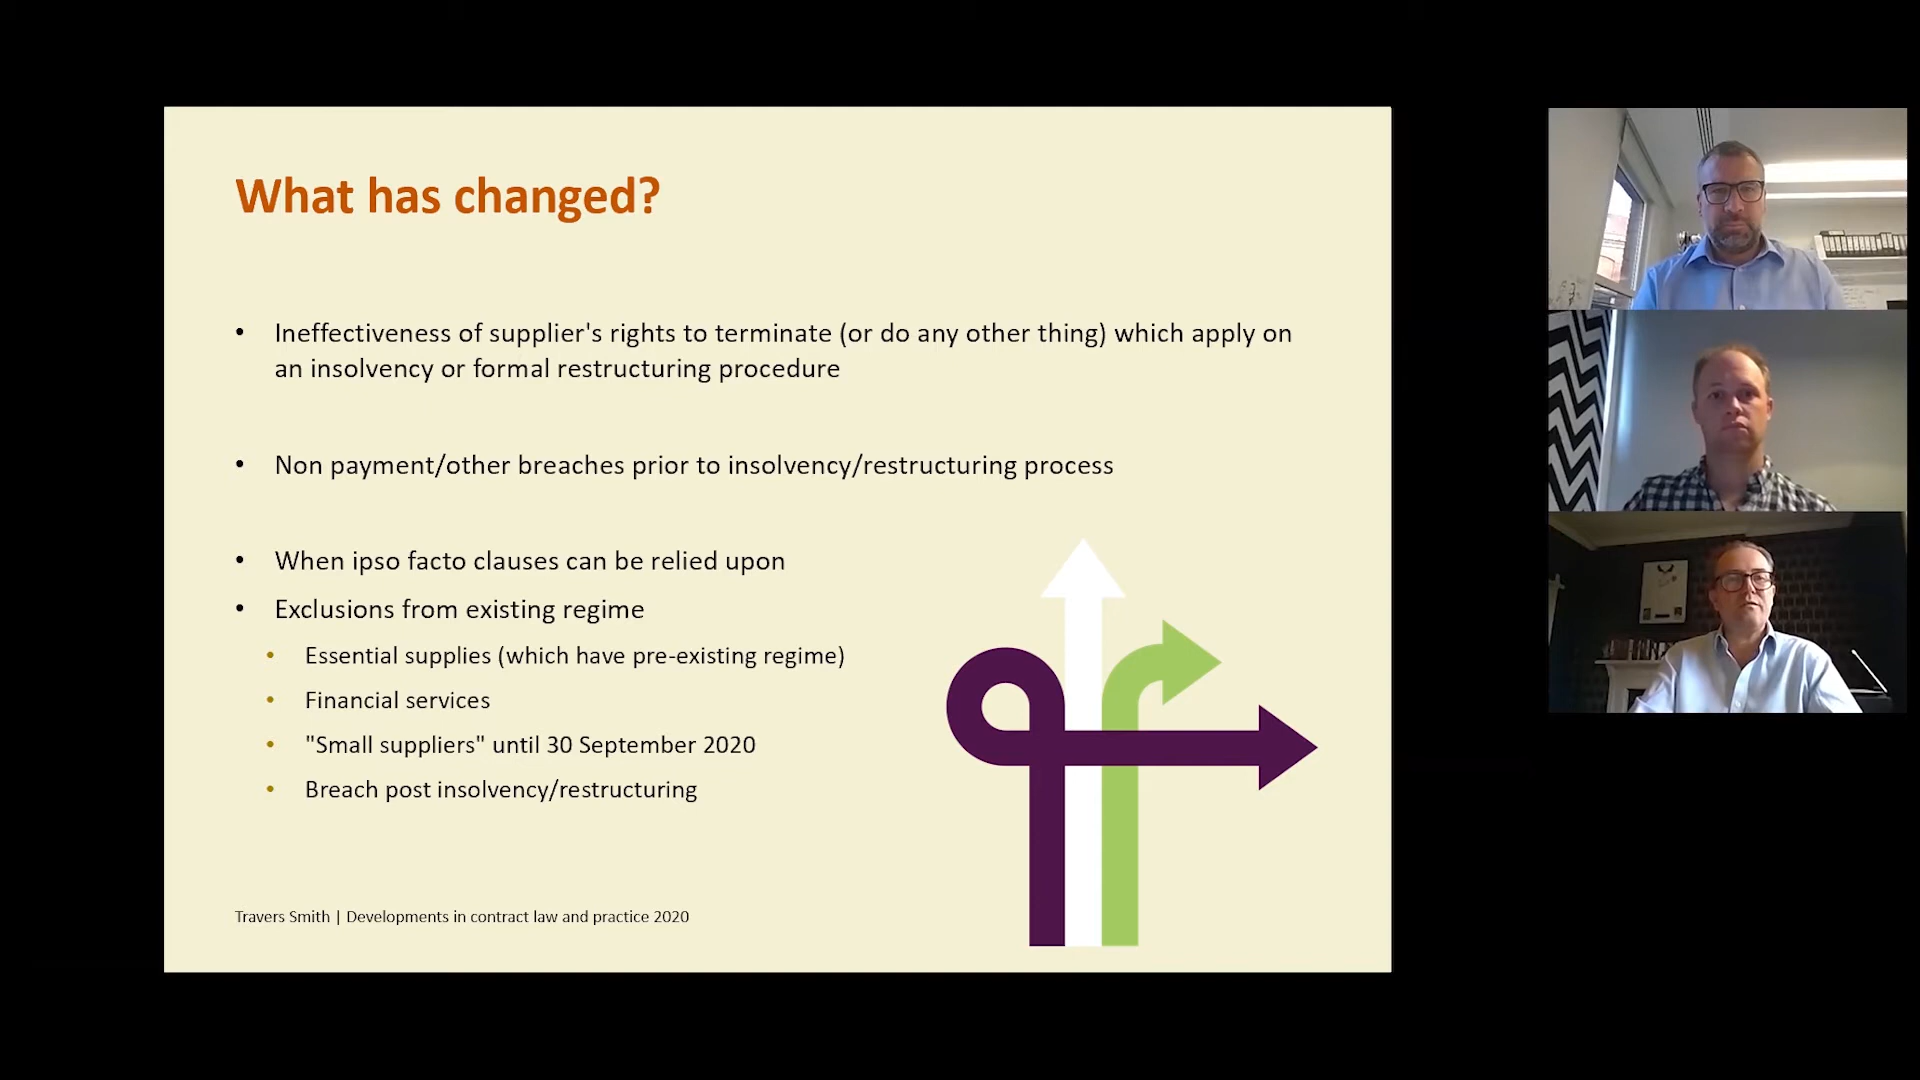 What has changed?
• Ineffectiveness of supplier's rights to terminate (or do any other thing) which apply on
an insolvency or formal restructuring procedure
• Non payment/other breaches prior to insolvency/restructuring process
• When ipso facto clauses can be relied upon
• Exclusions from existing regime
• Essential supplies (which have pre-existing regime)
• Financial services
• "Small suppliers" until 30 September 2020
• Breach post insolvency/restructuring
Travers Smith | Developments in contract law and practice 2020